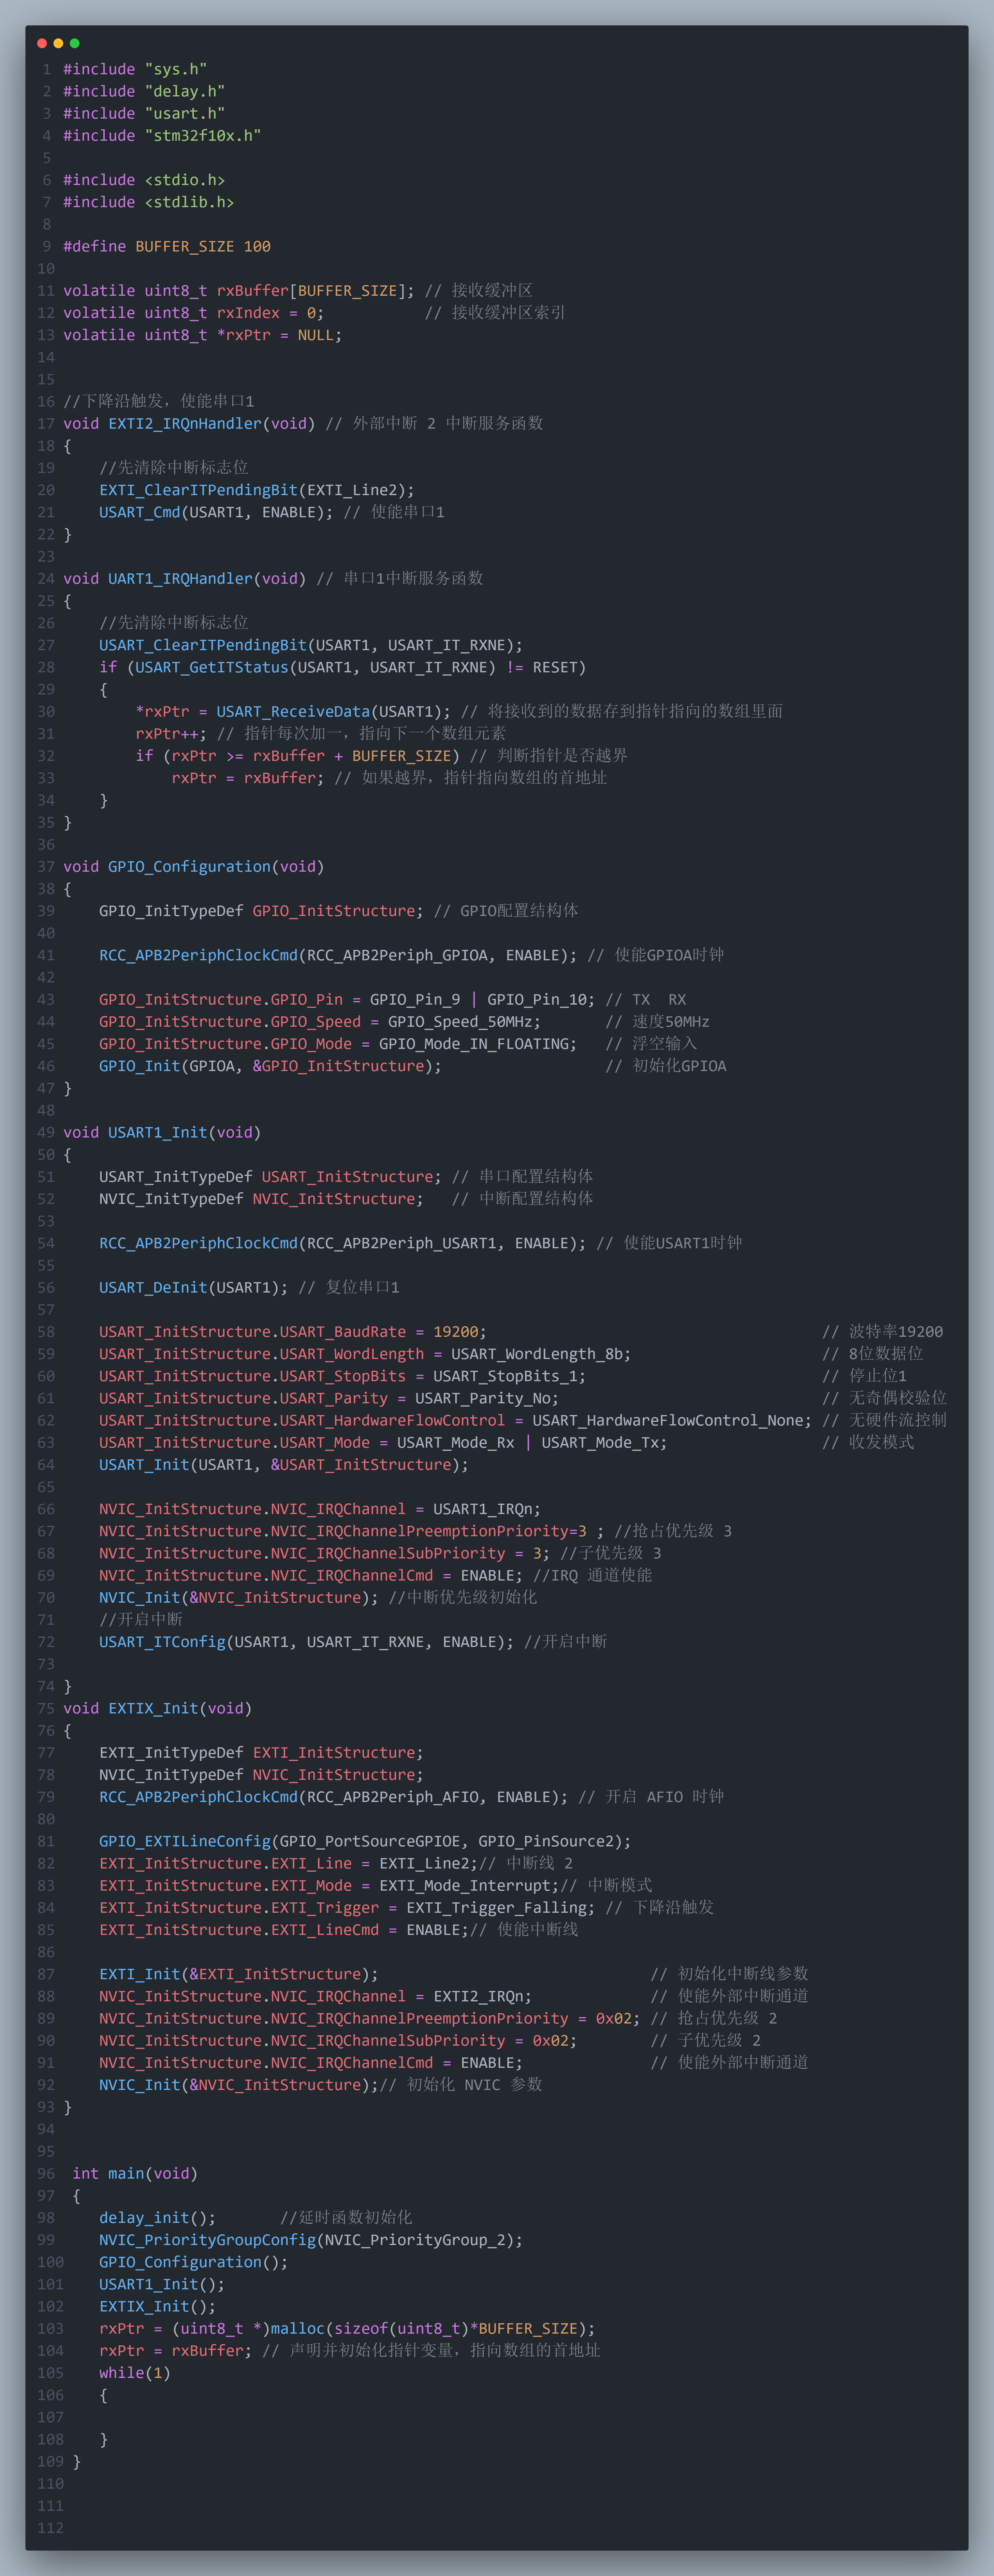 1 #include "sys.h"
2 #include "delay.h"
3 #include "usart.h"
4 #include "stm32f10x.h"
5
6 #include <stdio.h>
7 #include <stdlib.h>
8
9 #define BUFFER_SIZE 100
10
11 volatile uint8_t rxBuffer[BUFFER_SIZE]; // 接收缓冲区
12 volatile uint8_t rxIndex = 0;           // 接收缓冲区索引
13 volatile uint8_t *rxPtr = NULL;
14
15
16 //下降沿触发，使能串口1
17 void EXTI2_IRQnHandler(void) // 外部中断 2 中断服务函数
18 {
19     //先清除中断标志位
20     EXTI_ClearITPendingBit(EXTI_Line2);
21     USART_Cmd(USART1, ENABLE); // 使能串口1
22 }
23
24 void UART1_IRQHandler(void) // 串口1中断服务函数
25 {
26     //先清除中断标志位
27     USART_ClearITPendingBit(USART1, USART_IT_RXNE);
28     if (USART_GetITStatus(USART1, USART_IT_RXNE) != RESET)
29     {
30         *rxPtr = USART_ReceiveData(USART1); // 将接收到的数据存到指针指向的数组里面
31         rxPtr++; // 指针每次加一，指向下一个数组元素
32         if (rxPtr >= rxBuffer + BUFFER_SIZE) // 判断指针是否越界
33             rxPtr = rxBuffer; // 如果越界，指针指向数组的首地址
34     }
35 }
36
37 void GPIO_Configuration(void)
38 {
39     GPIO_InitTypeDef GPIO_InitStructure; // GPIO配置结构体
40
41     RCC_APB2PeriphClockCmd(RCC_APB2Periph_GPIOA, ENABLE); // 使能GPIOA时钟
42
43     GPIO_InitStructure.GPIO_Pin = GPIO_Pin_9 | GPIO_Pin_10; // TX  RX
44     GPIO_InitStructure.GPIO_Speed = GPIO_Speed_50MHz;       // 速度50MHz
45     GPIO_InitStructure.GPIO_Mode = GPIO_Mode_IN_FLOATING;   // 浮空输入
46     GPIO_Init(GPIOA, &GPIO_InitStructure);                  // 初始化GPIOA
47 }
48
49 void USART1_Init(void)
50 {
51     USART_InitTypeDef USART_InitStructure; // 串口配置结构体
52     NVIC_InitTypeDef NVIC_InitStructure;   // 中断配置结构体
53
54     RCC_APB2PeriphClockCmd(RCC_APB2Periph_USART1, ENABLE); // 使能USART1时钟
55
56     USART_DeInit(USART1); // 复位串口1
57
58     USART_InitStructure.USART_BaudRate = 19200;                                     // 波特率19200
59     USART_InitStructure.USART_WordLength = USART_WordLength_8b;                     // 8位数据位
60     USART_InitStructure.USART_StopBits = USART_StopBits_1;                          // 停止位1
61     USART_InitStructure.USART_Parity = USART_Parity_No;                             // 无奇偶校验位
62     USART_InitStructure.USART_HardwareFlowControl = USART_HardwareFlowControl_None; // 无硬件流控制
63     USART_InitStructure.USART_Mode = USART_Mode_Rx | USART_Mode_Tx;                 // 收发模式
64     USART_Init(USART1, &USART_InitStructure);
65
66     NVIC_InitStructure.NVIC_IRQChannel = USART1_IRQn;
67     NVIC_InitStructure.NVIC_IRQChannelPreemptionPriority=3 ; //抢占优先级 3
68     NVIC_InitStructure.NVIC_IRQChannelSubPriority = 3; //子优先级 3
69     NVIC_InitStructure.NVIC_IRQChannelCmd = ENABLE; //IRQ 通道使能
70     NVIC_Init(&NVIC_InitStructure); //中断优先级初始化
71     //开启中断
72     USART_ITConfig(USART1, USART_IT_RXNE, ENABLE); //开启中断
73
74 }
75 void EXTIX_Init(void)
76 {
77     EXTI_InitTypeDef EXTI_InitStructure;
78     NVIC_InitTypeDef NVIC_InitStructure;
79     RCC_APB2PeriphClockCmd(RCC_APB2Periph_AFIO, ENABLE); // 开启 AFIO 时钟
80
81     GPIO_EXTILineConfig(GPIO_PortSourceGPIOE, GPIO_PinSource2);
82     EXTI_InitStructure.EXTI_Line = EXTI_Line2;// 中断线 2
83     EXTI_InitStructure.EXTI_Mode = EXTI_Mode_Interrupt;// 中断模式
84     EXTI_InitStructure.EXTI_Trigger = EXTI_Trigger_Falling; // 下降沿触发
85     EXTI_InitStructure.EXTI_LineCmd = ENABLE;// 使能中断线
86
87     EXTI_Init(&EXTI_InitStructure);                              // 初始化中断线参数
88     NVIC_InitStructure.NVIC_IRQChannel = EXTI2_IRQn;             // 使能外部中断通道
89     NVIC_InitStructure.NVIC_IRQChannelPreemptionPriority = 0x02; // 抢占优先级 2
90     NVIC_InitStructure.NVIC_IRQChannelSubPriority = 0x02;        // 子优先级 2
91     NVIC_InitStructure.NVIC_IRQChannelCmd = ENABLE;              // 使能外部中断通道
92     NVIC_Init(&NVIC_InitStructure);// 初始化 NVIC 参数
93 }
94
95
96  int main(void)
97  {
98     delay_init();       //延时函数初始化
99     NVIC_PriorityGroupConfig(NVIC_PriorityGroup_2);
100    GPIO_Configuration();
101    USART1_Init();
102    EXTIX_Init();
103    rxPtr = (uint8_t *)malloc(sizeof(uint8_t)*BUFFER_SIZE);
104    rxPtr = rxBuffer; // 声明并初始化指针变量，指向数组的首地址
105    while(1)
106    {
107
108    }
109 }
110
111
112